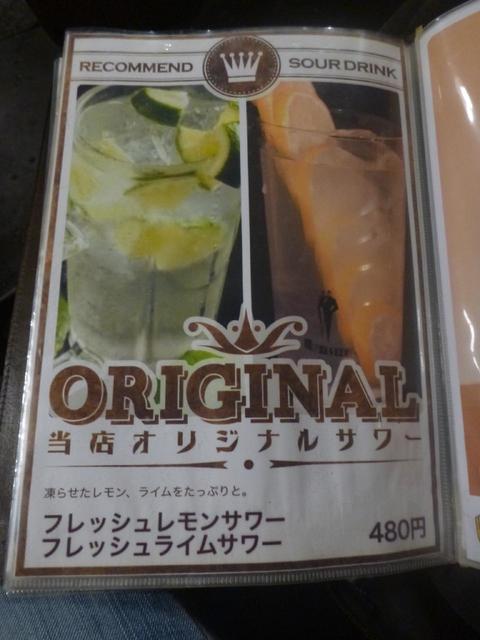 RECOMMEND SOUR DRINK
ORIGINAL
当店オリジナルサワー
凍らせたレモン、ライムをたっぷりと。
フレッシュレモンサワー
フレッシュライムサワー
480円